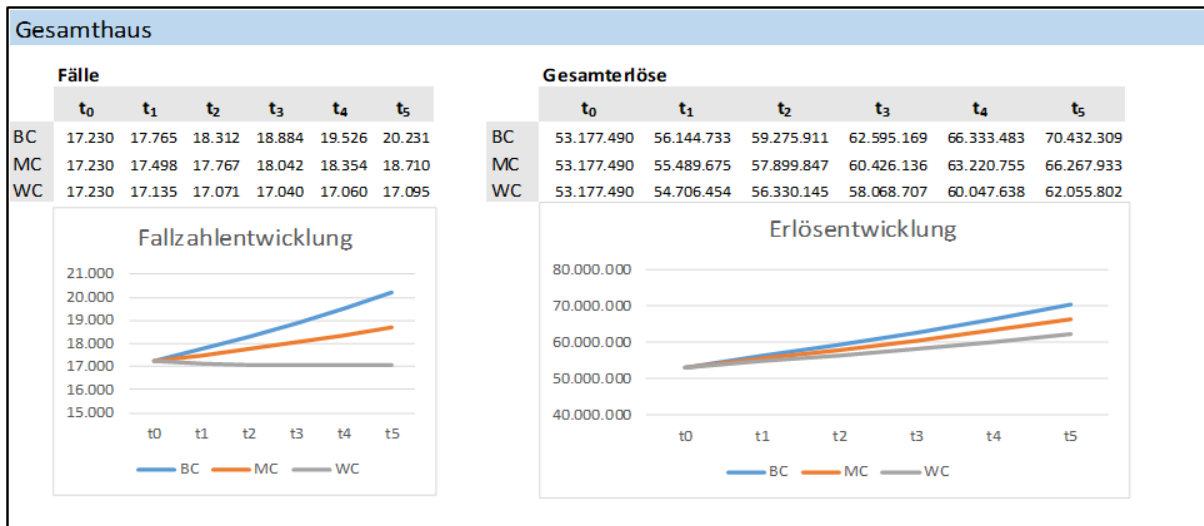 Gesamthaus
Fälle
t₀ t₁ t₂ t₃ t₄ t₅
BC 17.230 17.765 18.312 18.884 19.526 20.231
MC 17.230 17.498 17.767 18.042 18.354 18.710
WC 17.230 17.135 17.071 17.040 17.060 17.095
Gesamterlöse
t₀ t₁ t₂ t₃ t₄ t₅
BC 53.177.490 56.144.733 59.275.911 62.595.169 66.333.483 70.432.309
MC 53.177.490 55.489.675 57.899.847 60.426.136 63.220.755 66.267.933
WC 53.177.490 54.706.454 56.330.145 58.068.707 60.047.638 62.055.802
Fallzahlentwicklung
21.000
20.000
19.000
18.000
17.000
16.000
15.000
t0 t1 t2 t3 t4 t5
BC MC WC
Erlösentwicklung
80.000.000
70.000.000
60.000.000
50.000.000
40.000.000
t0 t1 t2 t3 t4 t5
BC MC WC